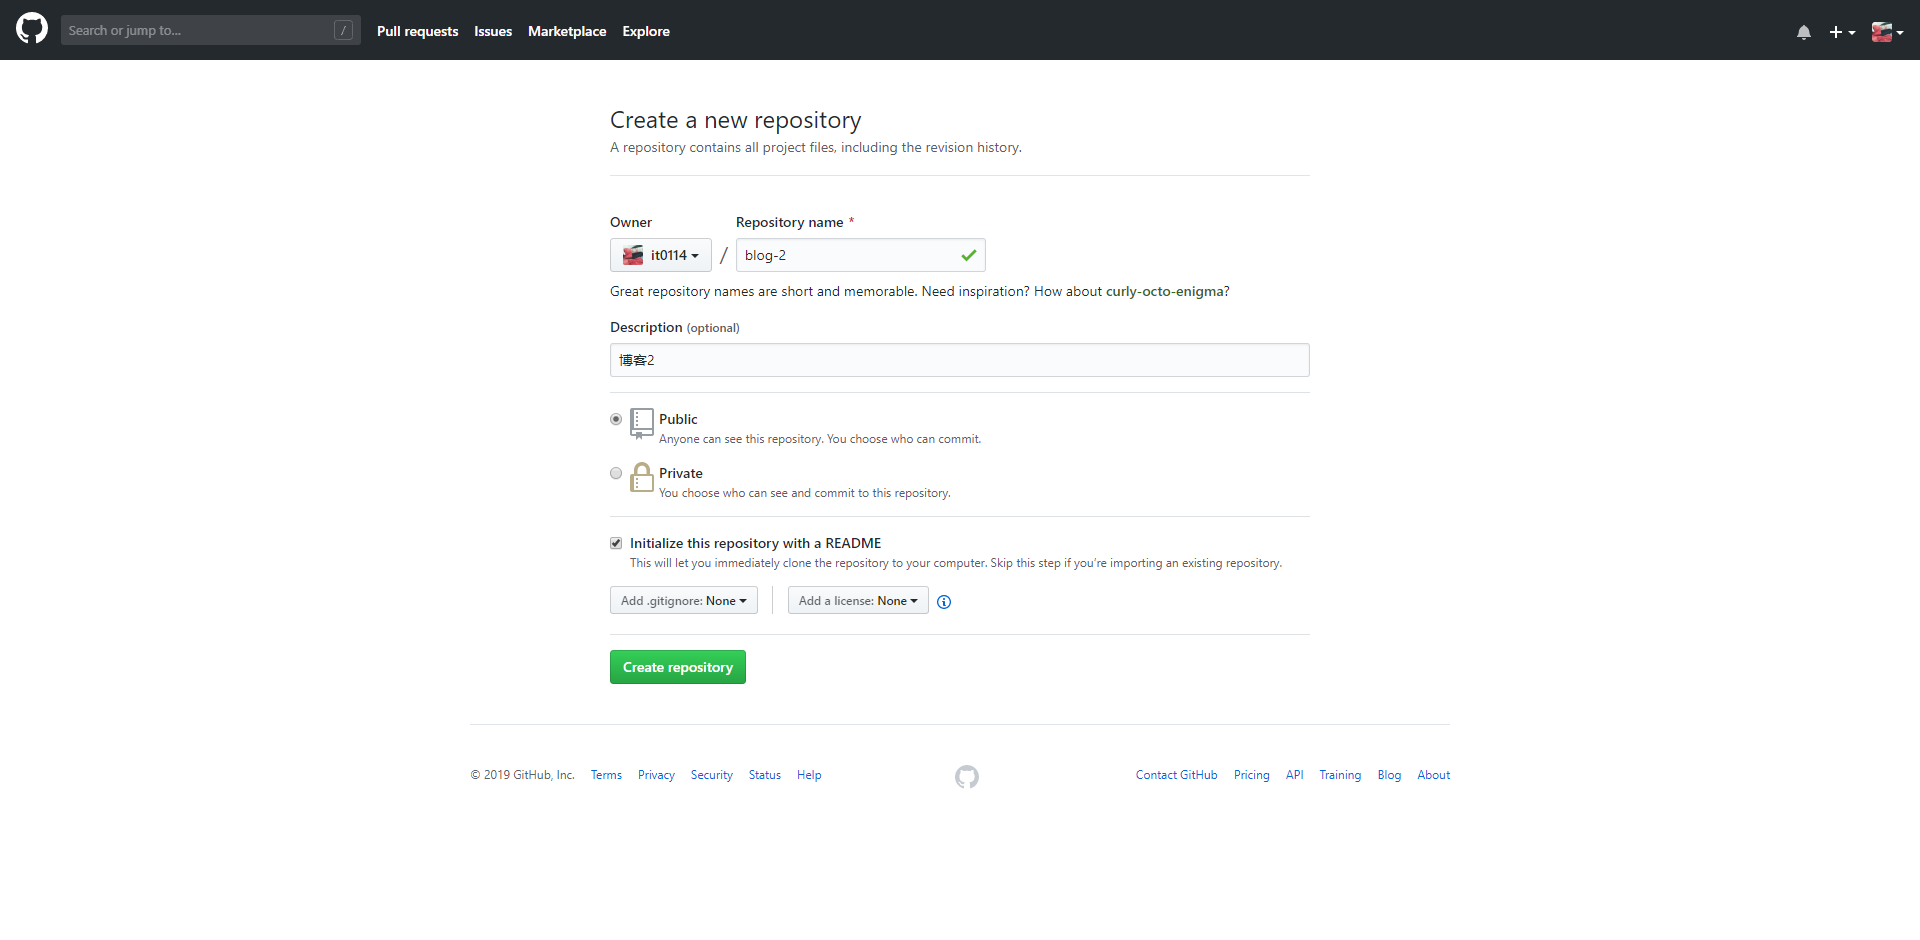 Search or jump to... /
Pull requests Issues Marketplace Explore
Create a new repository
A repository contains all project files, including the revision history.
Owner Repository name *
it0114 / blog-2
Great repository names are short and memorable. Need inspiration? How about curly-octo-enigma?
Description (optional)
博客2
Public
Anyone can see this repository. You choose who can commit.
Private
You choose who can see and commit to this repository.
Initialize this repository with a README
This will let you immediately clone the repository to your computer. Skip this step if you’re importing an existing repository.
Add .gitignore: None Add a license: None
Create repository
© 2019 GitHub, Inc. Terms Privacy Security Status Help Contact GitHub Pricing API Training Blog About